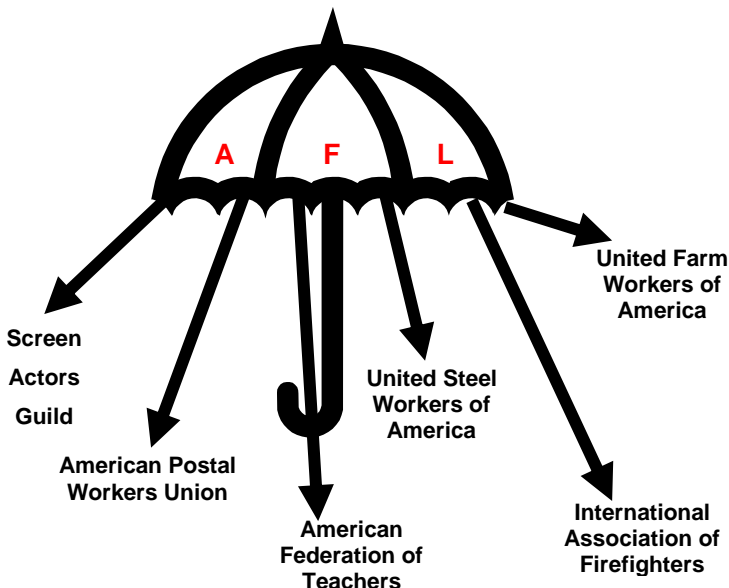 A F L
United Farm
Workers of
America
Screen
Actors
Guild
United Steel
Workers of
America
American Postal
Workers Union
International
Association of
Firefighters
American
Federation of
Teachers